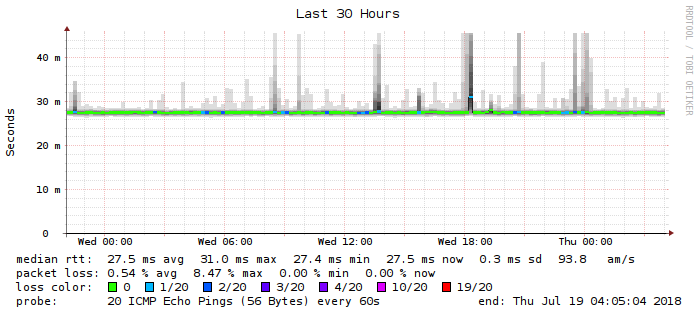 Last 30 Hours
RRDTOOL / TOBI OETIKER
Seconds
40 m
30 m
20 m
10 m
0
Wed 00:00 Wed 06:00 Wed 12:00 Wed 18:00 Thu 00:00
median rtt: 27.5 ms avg 31.0 ms max 27.4 ms min 27.5 ms now 0.3 ms sd 93.8 am/s
packet loss: 0.54 % avg 8.47 % max 0.00 % min 0.00 % now
loss color: 0 1/20 2/20 3/20 4/20 10/20 19/20
probe: 20 ICMP Echo Pings (56 Bytes) every 60s end: Thu Jul 19 04:05:04 2018